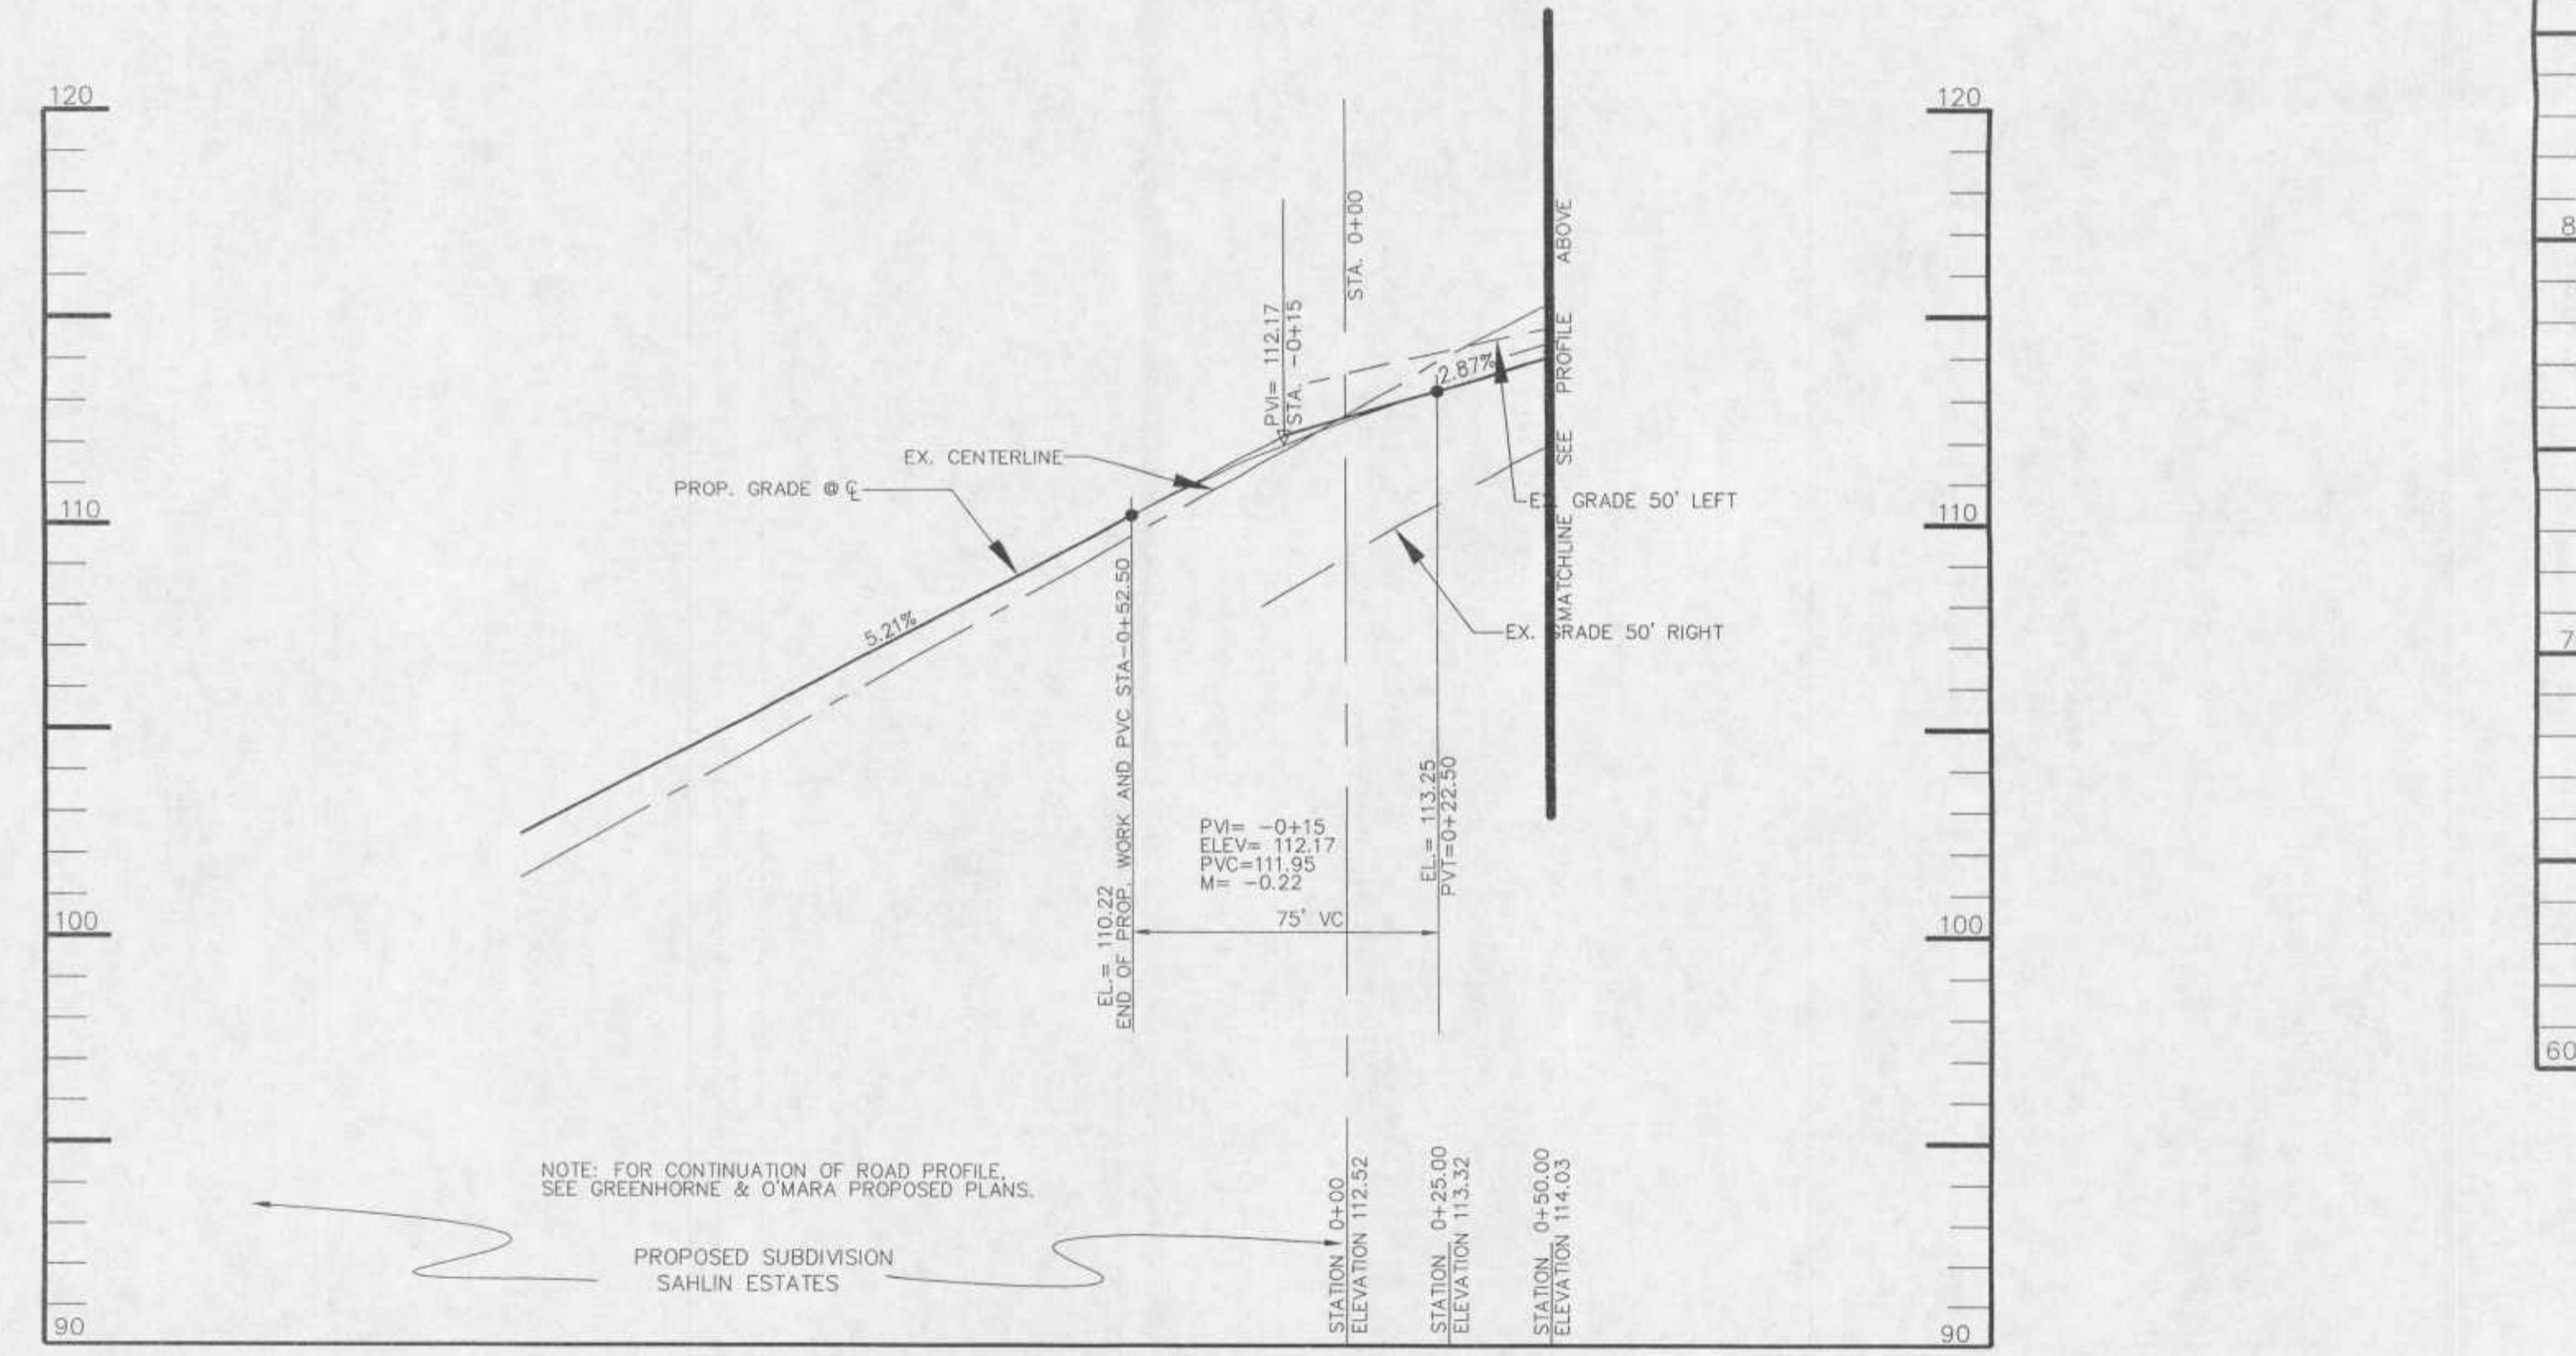 120
120
STA. 0+00
PVI= 112.17
STA. -0+15
MATCHLINE SEE PROFILE ABOVE
2.87%
EX. CENTERLINE
PROP. GRADE @ ℄
EX. GRADE 50' LEFT
110
110
5.21%
EX. GRADE 50' RIGHT
EL.= 110.22
END OF PROP. WORK AND PVC STA-0+52.50
EL.= 113.25
PVT=0+22.50
PVI= -0+15
ELEV= 112.17
PVC=111.95
M= -0.22
75' VC
100
100
NOTE: FOR CONTINUATION OF ROAD PROFILE,
SEE GREENHORNE & O'MARA PROPOSED PLANS.
PROPOSED SUBDIVISION
SAHLIN ESTATES
STATION 0+00
ELEVATION 112.52
STATION 0+25.00
ELEVATION 113.32
STATION 0+50.00
ELEVATION 114.03
90
90
8
7
60